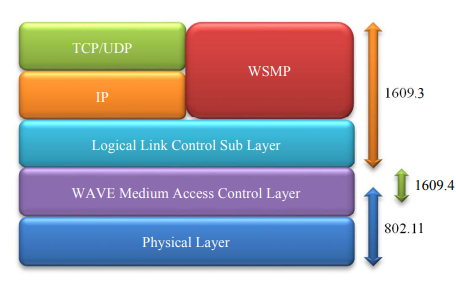 TCP/UDP
WSMP
IP
1609.3
Logical Link Control Sub Layer
WAVE Medium Access Control Layer
1609.4
802.11
Physical Layer